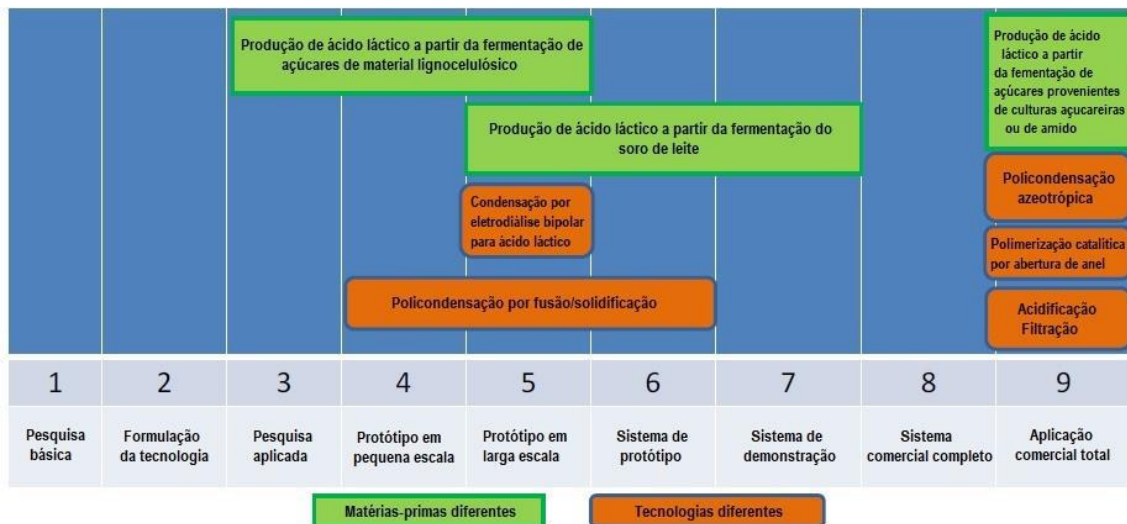 Produção de ácido láctico a partir da fermentação de
açúcares de material lignocelulósico
Produção de ácido
láctico a partir
da fermentação de
açúcares provenientes
de culturas açucareiras
ou de amido
Produção de ácido láctico a partir da fermentação do
soro de leite
Condensação por
eletrodiálise bipolar
para ácido láctico
Policondensação
azeotrópica
Polimerização catalítica
por abertura de anel
Policondensação por fusão/solidificação
Acidificação
Filtração
1 2 3 4 5 6 7 8 9
Pesquisa
básica
Formulação
da tecnologia
Pesquisa
aplicada
Protótipo em
pequena escala
Protótipo em
larga escala
Sistema de
protótipo
Sistema de
demonstração
Sistema
comercial completo
Aplicação
comercial total
Matérias-primas diferentes
Tecnologias diferentes